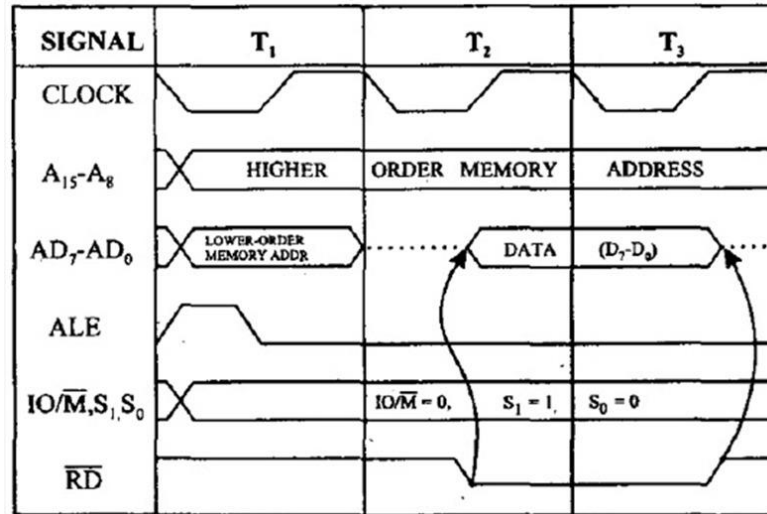 SIGNAL T₁ T₂ T₃
CLOCK
A₁₅-A₈ HIGHER ORDER MEMORY ADDRESS
AD₇-AD₀ LOWER-ORDER MEMORY ADDR DATA (D₇-D₀)
ALE
IO/M̅,S₁,S₀ IO/M̅ = 0, S₁ = 1, S₀ = 0
R̅D̅